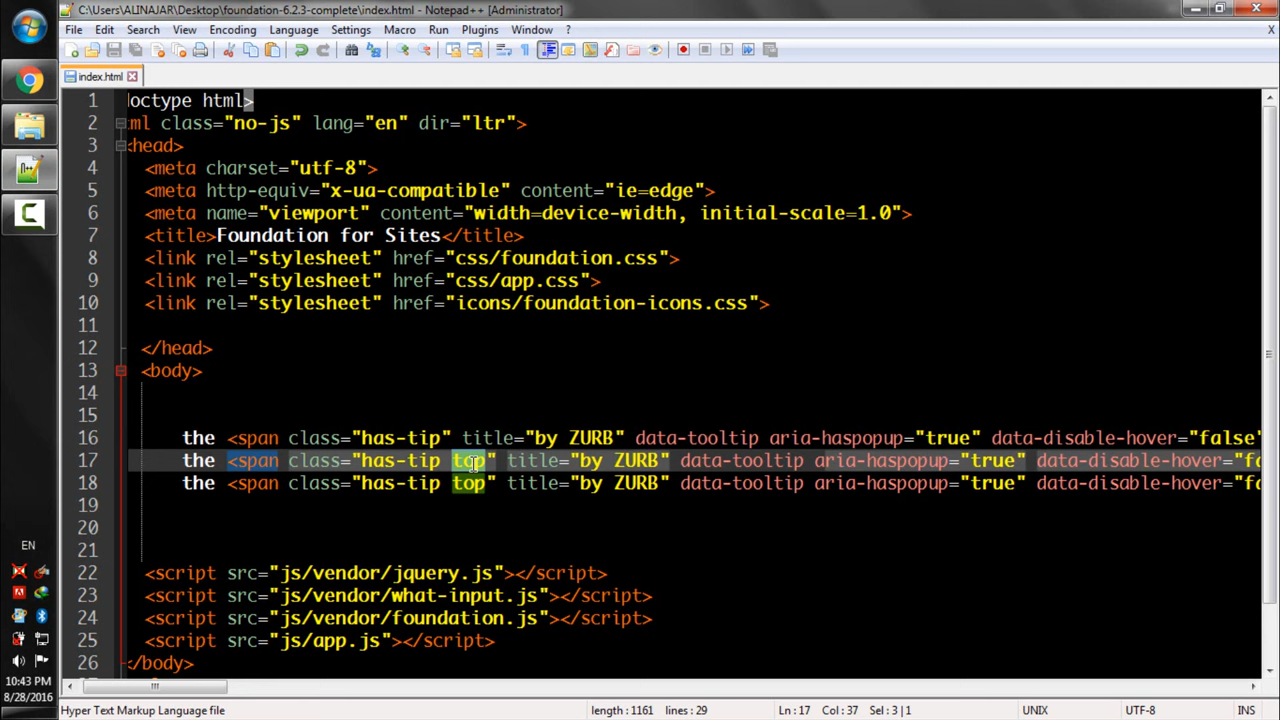 C:\Users\ALINAJAR\Desktop\foundation-6.2.3-complete\index.html - Notepad++ [Administrator]
File Edit Search View Encoding Language Settings Macro Run Plugins Window ? X
index.html
1 octype html>
2 ml class="no-js" lang="en" dir="ltr">
3 <head>
4 <meta charset="utf-8">
5 <meta http-equiv="x-ua-compatible" content="ie=edge">
6 <meta name="viewport" content="width=device-width, initial-scale=1.0">
7 <title>Foundation for Sites</title>
8 <link rel="stylesheet" href="css/foundation.css">
9 <link rel="stylesheet" href="css/app.css">
10 <link rel="stylesheet" href="icons/foundation-icons.css">
11
12 </head>
13 <body>
14
15
16 the <span class="has-tip" title="by ZURB" data-tooltip aria-haspopup="true" data-disable-hover="false"
17 the <span class="has-tip top" title="by ZURB" data-tooltip aria-haspopup="true" data-disable-hover="fa
18 the <span class="has-tip top" title="by ZURB" data-tooltip aria-haspopup="true" data-disable-hover="fa
19
20
21
22 <script src="js/vendor/jquery.js"></script>
23 <script src="js/vendor/what-input.js"></script>
24 <script src="js/vendor/foundation.js"></script>
25 <script src="js/app.js"></script>
26 </body>
EN
10:43 PM
8/28/2016
Hyper Text Markup Language file length : 1161 lines : 29 Ln : 17 Col : 37 Sel : 3 | 1 UNIX UTF-8 INS